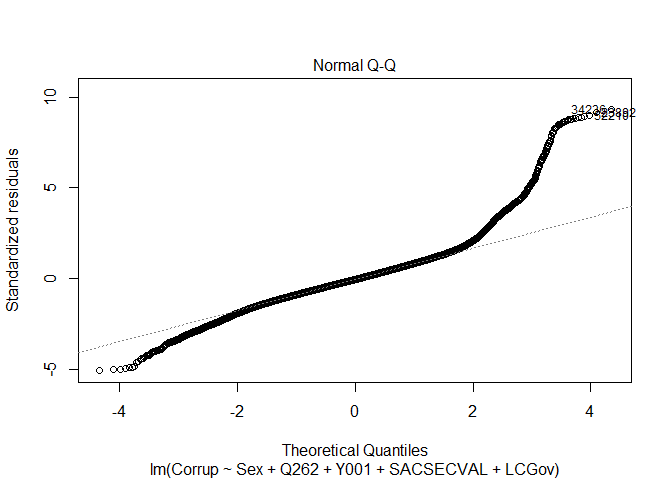 Normal Q-Q
34236
Standardized residuals
10
5
0
-5
-4
-2
0
2
4
Theoretical Quantiles
lm(Corrup ~ Sex + Q262 + Y001 + SACSECVAL + LCGov)